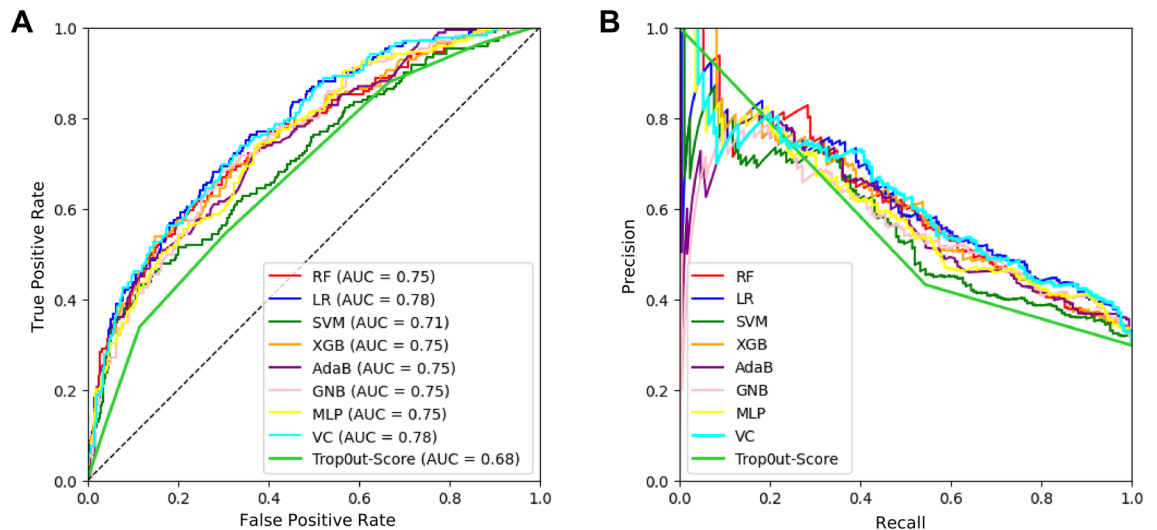 A
1.0
0.8
0.6
0.4
0.2
0.0
True Positive Rate
0.0 0.2 0.4 0.6 0.8 1.0
False Positive Rate
RF (AUC = 0.75)
LR (AUC = 0.78)
SVM (AUC = 0.71)
XGB (AUC = 0.75)
AdaB (AUC = 0.75)
GNB (AUC = 0.75)
MLP (AUC = 0.75)
VC (AUC = 0.78)
Trop0ut-Score (AUC = 0.68)
B
1.0
0.8
0.6
0.4
0.2
0.0
Precision
0.0 0.2 0.4 0.6 0.8 1.0
Recall
RF
LR
SVM
XGB
AdaB
GNB
MLP
VC
Trop0ut-Score